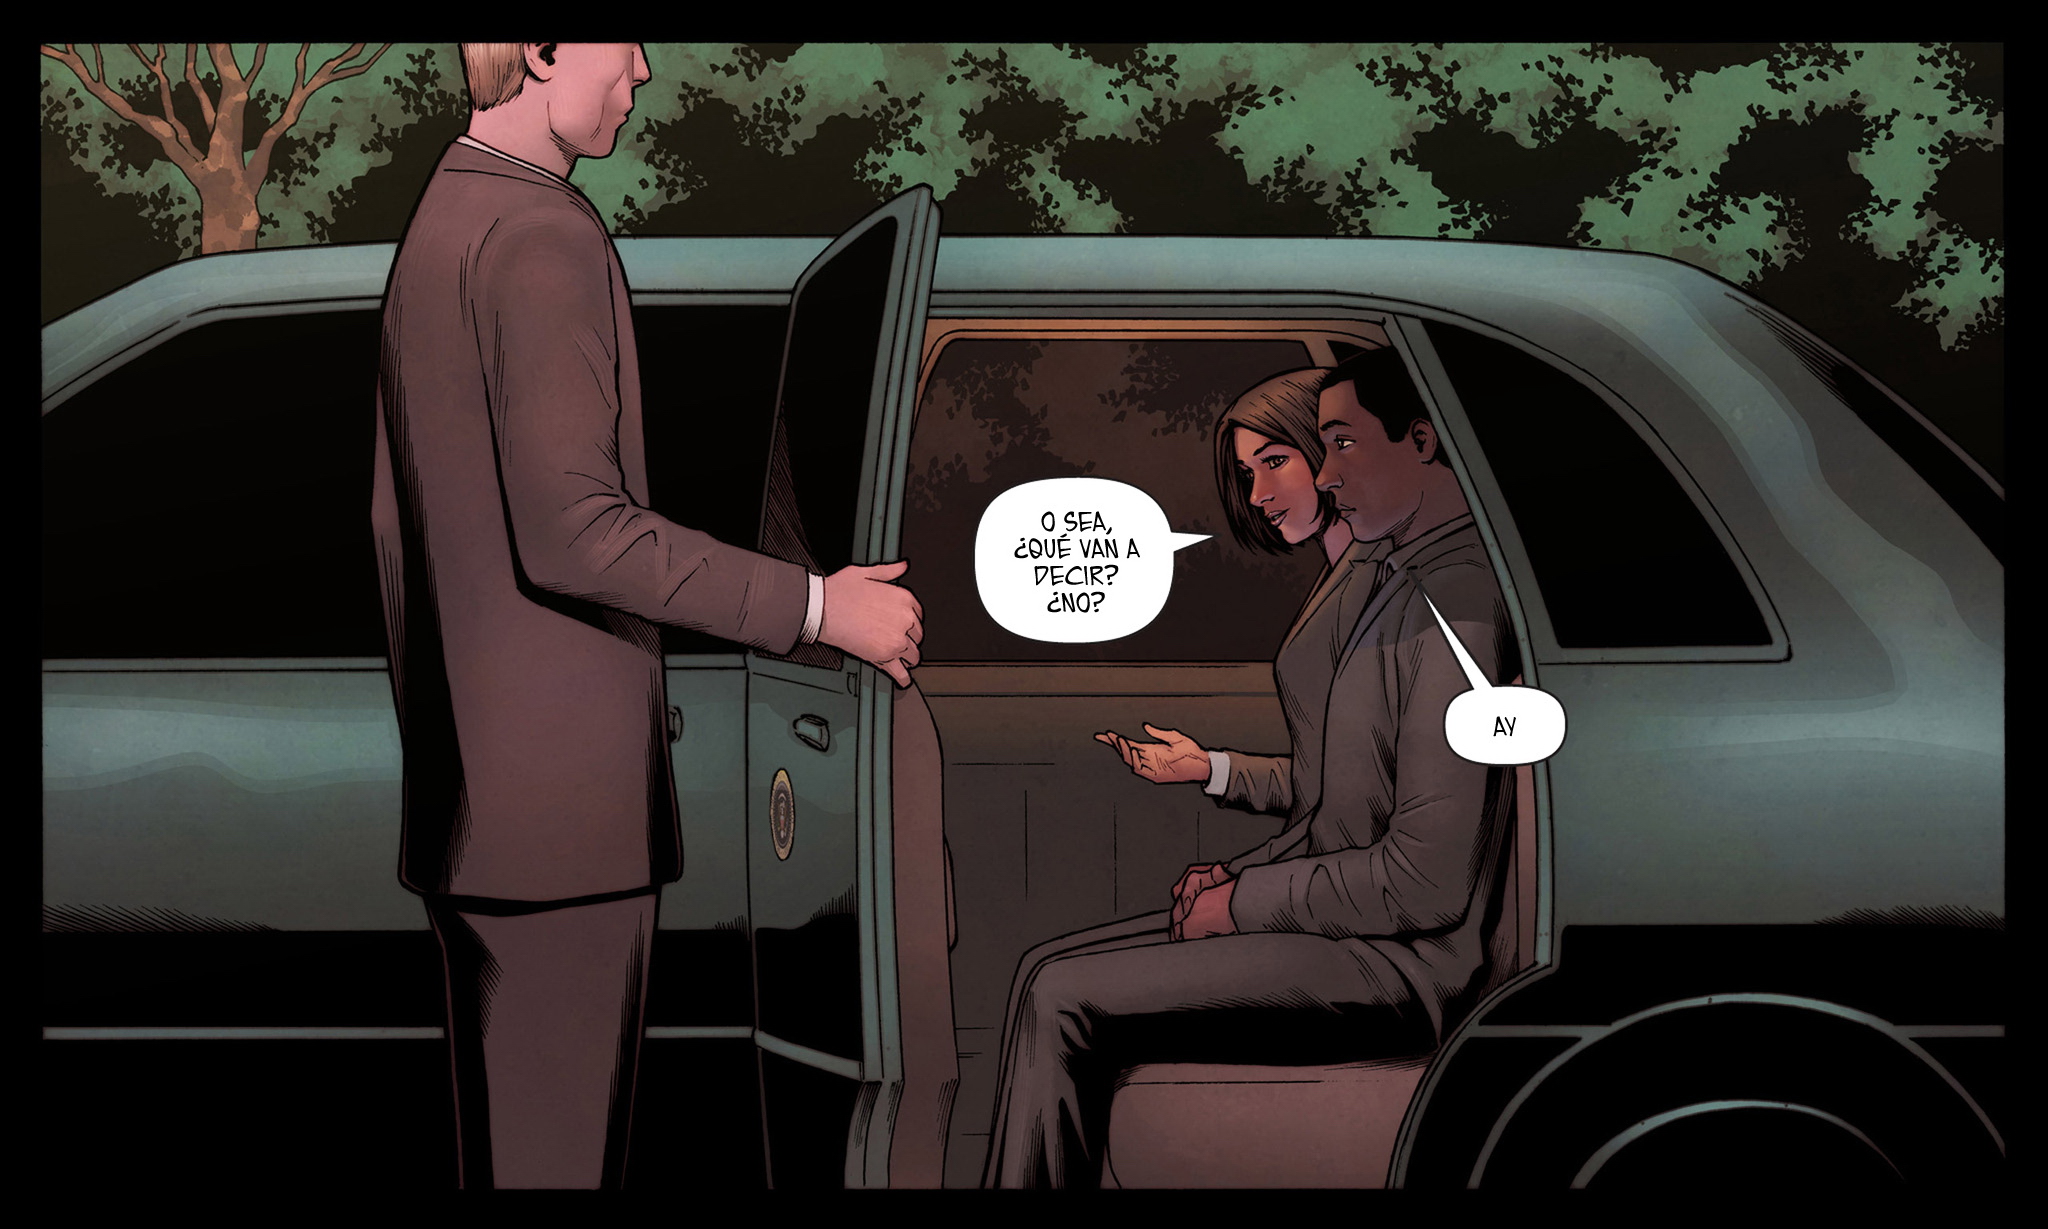 O SEA,
¿QUÉ VAN A
DECIR?
¿NO?
AY